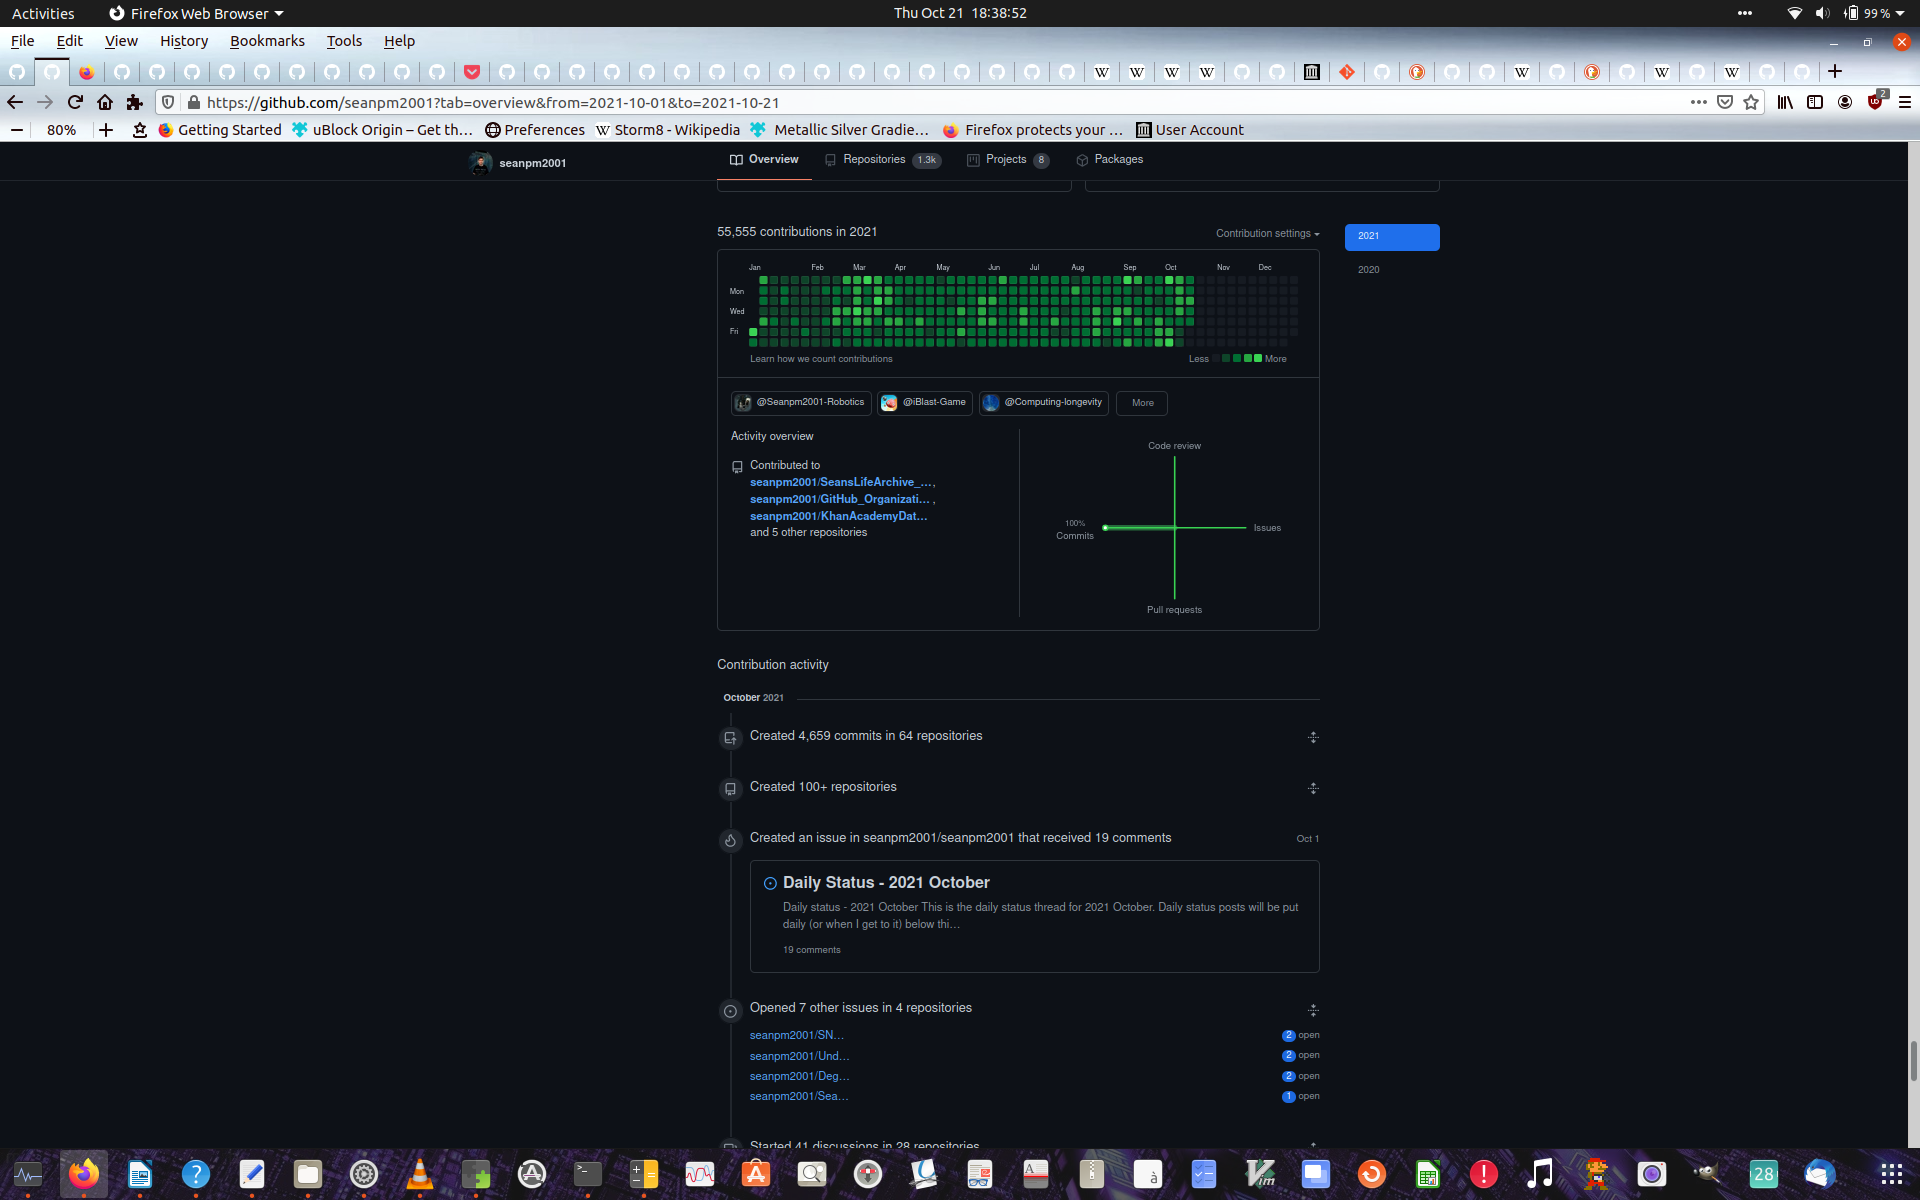 Activities
Firefox Web Browser
Thu Oct 21 18:38:52
99 %
File Edit View History Bookmarks Tools Help
https://github.com/seanpm2001?tab=overview&from=2021-10-01&to=2021-10-21
2
80%
Getting Started
uBlock Origin – Get th…
Preferences
Storm8 - Wikipedia
Metallic Silver Gradie…
Firefox protects your …
User Account
seanpm2001
Overview
Repositories 1.3k
Projects 8
Packages
55,555 contributions in 2021
Contribution settings
2021
2020
Jan Feb Mar Apr May Jun Jul Aug Sep Oct Nov Dec
Mon
Wed
Fri
Learn how we count contributions
Less
More
@Seanpm2001-Robotics
@iBlast-Game
@Computing-longevity
More
Activity overview
Contributed to
seanpm2001/SeansLifeArchive_…,
seanpm2001/GitHub_Organizati… ,
seanpm2001/KhanAcademyDat…
and 5 other repositories
Code review
100%
Commits
Issues
Pull requests
Contribution activity
October 2021
Created 4,659 commits in 64 repositories
Created 100+ repositories
Created an issue in seanpm2001/seanpm2001 that received 19 comments
Oct 1
Daily Status - 2021 October
Daily status - 2021 October This is the daily status thread for 2021 October. Daily status posts will be put
daily (or when I get to it) below thi…
19 comments
Opened 7 other issues in 4 repositories
seanpm2001/SN…
2 open
seanpm2001/Und…
2 open
seanpm2001/Deg…
2 open
seanpm2001/Sea…
1 open
Started 41 discussions in 28 repositories
28